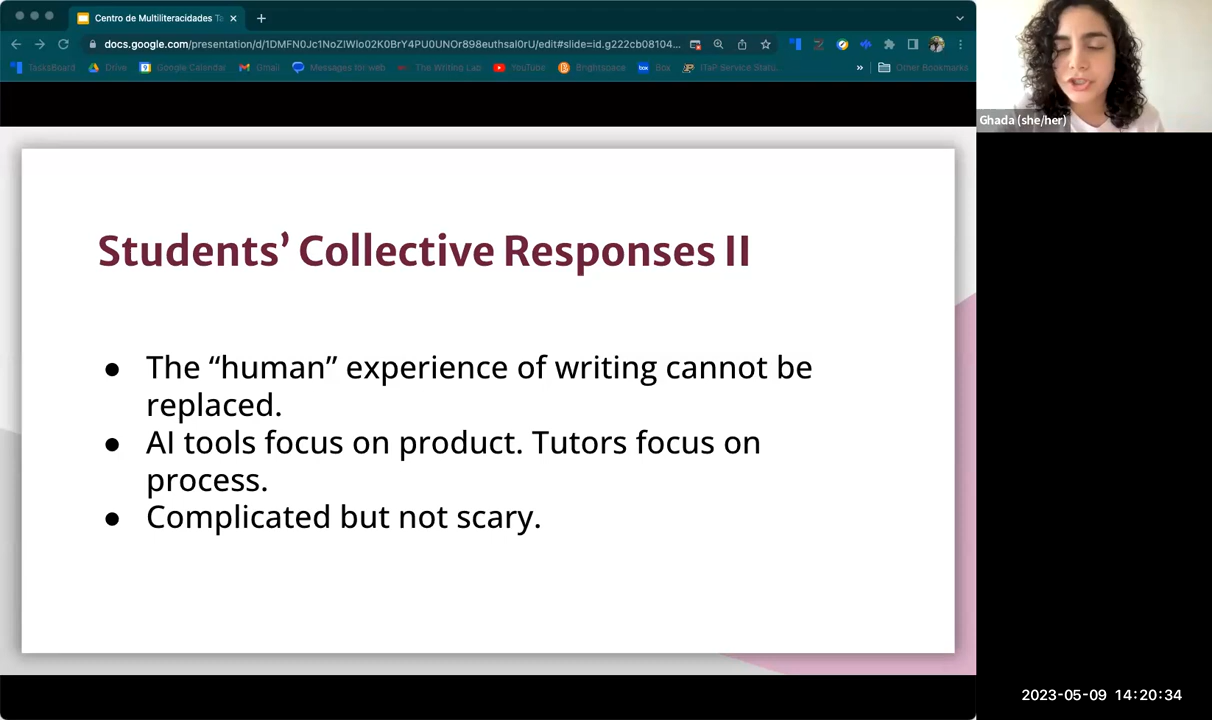 Centro de Multiliteracidades Ta
docs.google.com/presentation/d/1DMFN0Jc1NoZIWIo02K0BrY4PU0UNOr898euthsal0rU/edit#slide=id.g222cb08104...
TasksBoard Drive Google Calendar Gmail Messages for web The Writing Lab YouTube Brightspace Box ITaP Service Statu... » Other Bookmarks
Ghada (she/her)
Students’ Collective Responses II
● The “human” experience of writing cannot be
replaced.
● AI tools focus on product. Tutors focus on
process.
● Complicated but not scary.
2023-05-09 14:20:34